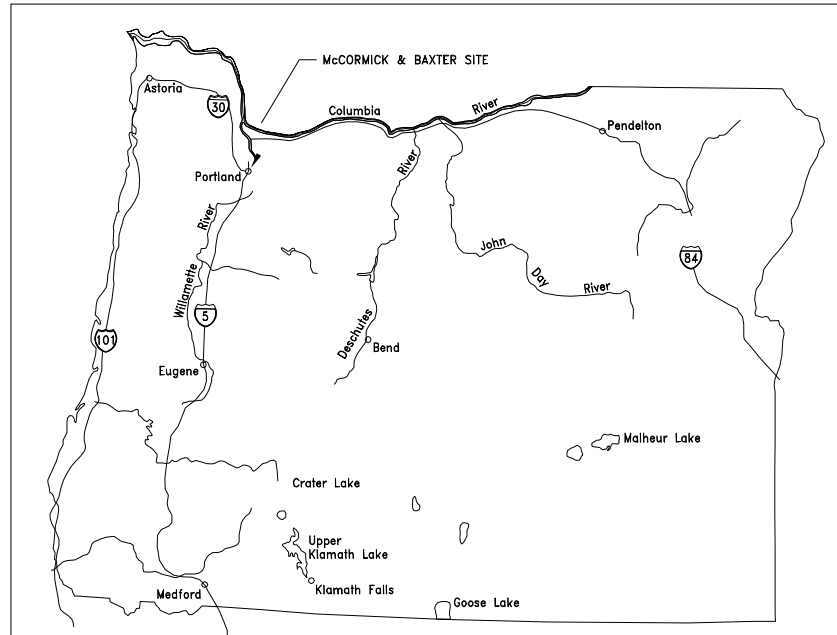 McCORMICK & BAXTER SITE
Astoria
30
Columbia
River
Pendelton
Portland
River
River
Willamette
John
Day
River
84
5
101
Deschutes
Bend
Eugene
Malheur Lake
Crater Lake
Upper
Klamath Lake
Klamath Falls
Medford
Goose Lake